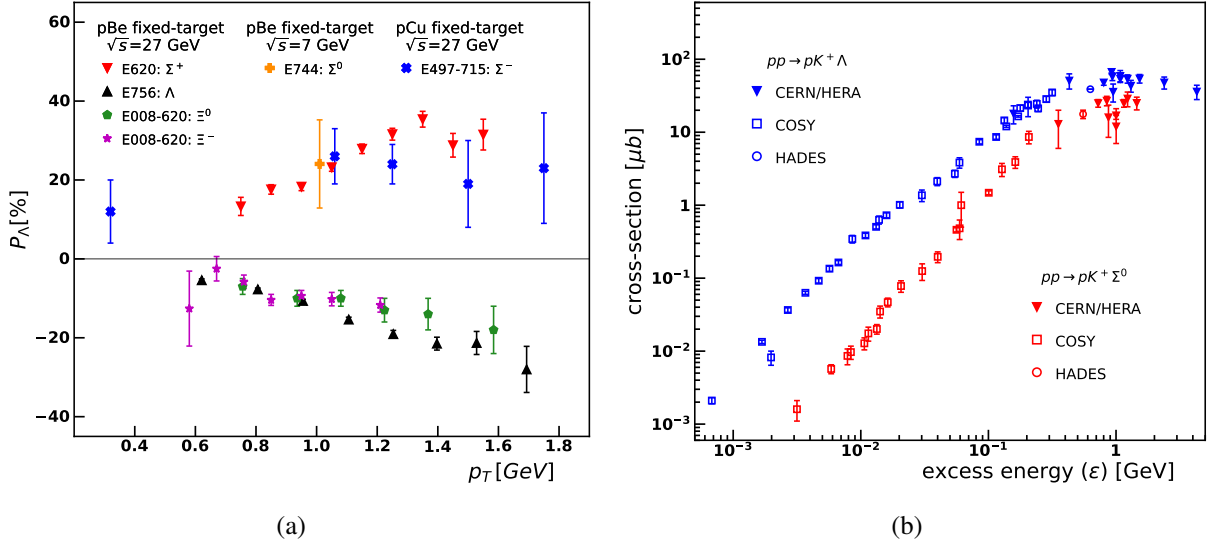 pBe fixed-target
√s=27 GeV
E620: Σ⁺
E756: Λ
E008-620: Ξ⁰
E008-620: Ξ⁻
pBe fixed-target
√s=7 GeV
E744: Σ⁰
pCu fixed-target
√s=27 GeV
E497-715: Σ⁻
60
40
20
0
−20
−40
P_Λ[%]
0.4 0.6 0.8 1.0 1.2 1.4 1.6 1.8
p_T [GeV]
(a)
pp → pK⁺Λ
CERN/HERA
COSY
HADES
pp → pK⁺Σ⁰
CERN/HERA
COSY
HADES
10²
10
1
10⁻¹
10⁻²
10⁻³
cross-section [μb]
10⁻³ 10⁻² 10⁻¹ 1
excess energy (ε) [GeV]
(b)